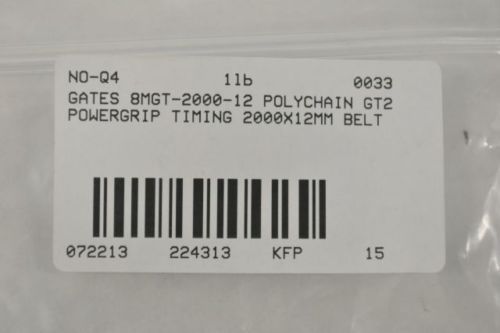 NO-Q4 1lb 0033
GATES 8MGT-2000-12 POLYCHAIN GT2
POWERGRIP TIMING 2000X12MM BELT
072213 224313 KFP 15